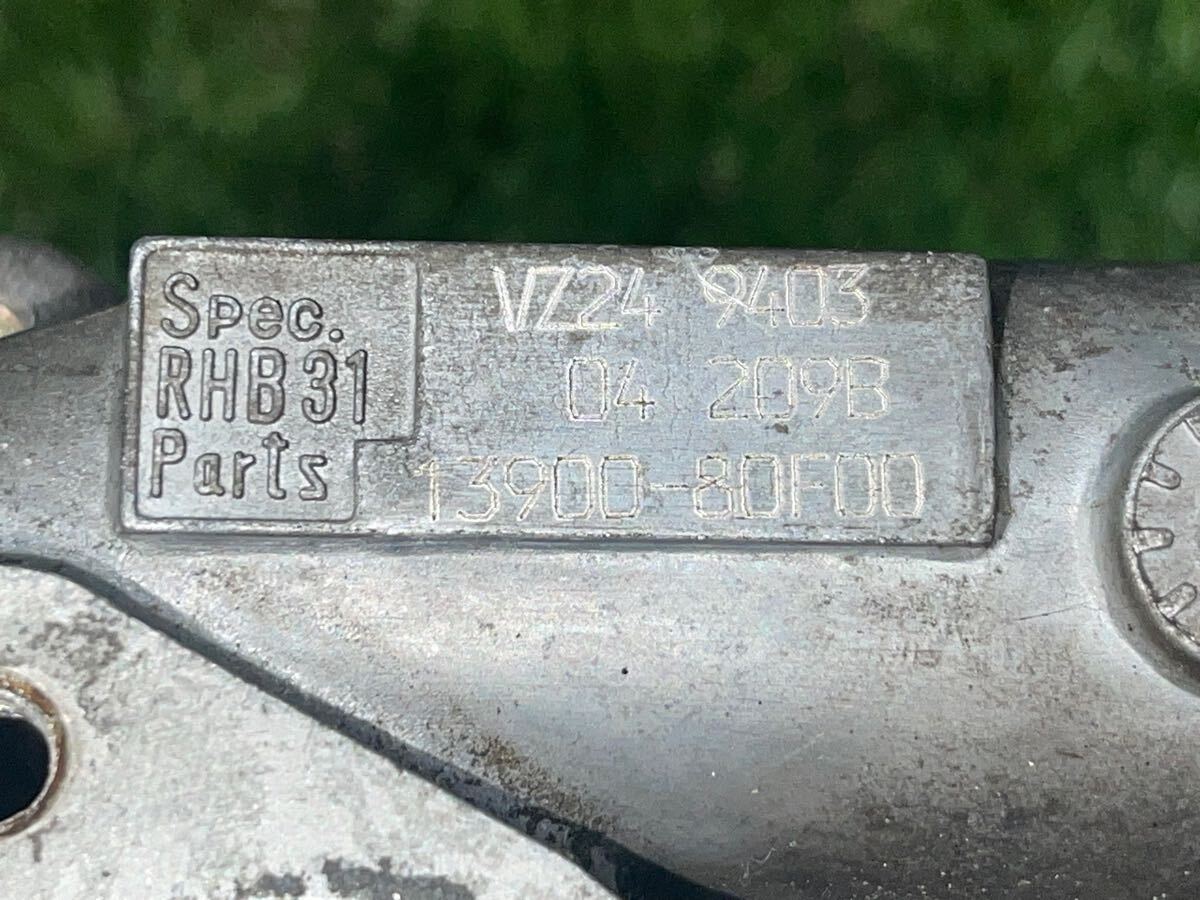 Spec.
RHB31
Parts
VZ24 9403
04 209B
13900-80F00